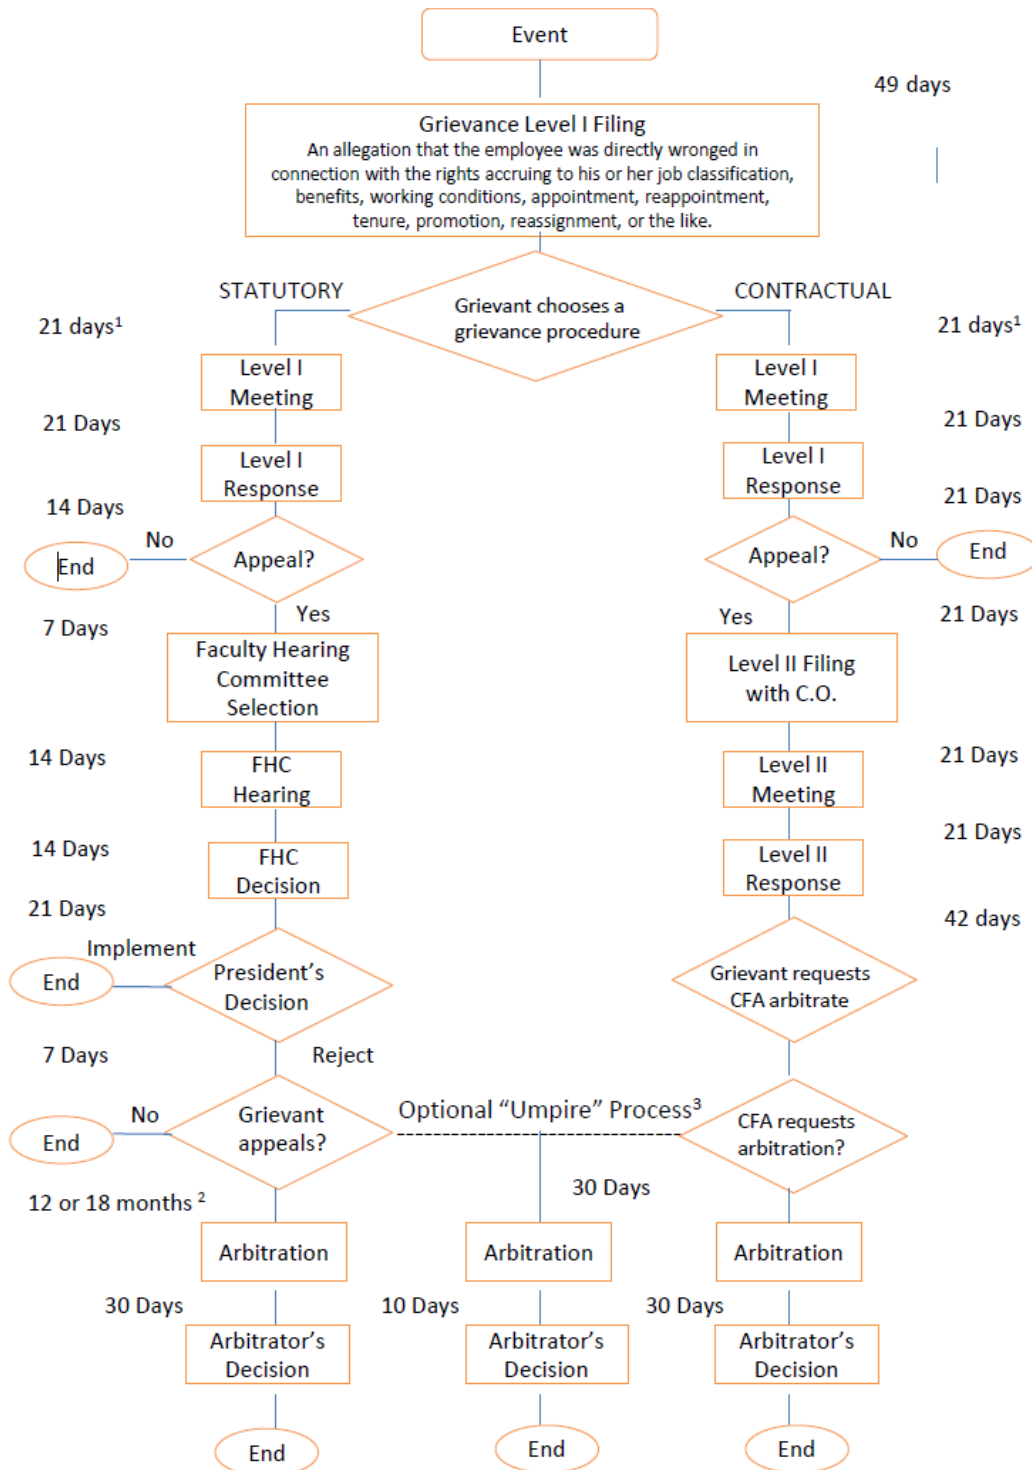 Event
49 days
Grievance Level I Filing
An allegation that the employee was directly wronged in
connection with the rights accruing to his or her job classification,
benefits, working conditions, appointment, reappointment,
tenure, promotion, reassignment, or the like.
STATUTORY
CONTRACTUAL
Grievant chooses a
grievance procedure
21 days¹
21 days¹
Level I
Meeting
Level I
Meeting
21 Days
21 Days
Level I
Response
Level I
Response
14 Days
21 Days
No
End
Appeal?
Appeal?
No
End
Yes
Yes
7 Days
21 Days
Faculty Hearing
Committee
Selection
Level II Filing
with C.O.
14 Days
21 Days
FHC
Hearing
Level II
Meeting
14 Days
21 Days
FHC
Decision
Level II
Response
21 Days
42 days
Implement
End
President's
Decision
Grievant requests
CFA arbitrate
7 Days
Reject
No
End
Grievant
appeals?
Optional “Umpire” Process³
CFA requests
arbitration?
12 or 18 months ²
30 Days
Arbitration
Arbitration
Arbitration
30 Days
10 Days
30 Days
Arbitrator's
Decision
Arbitrator's
Decision
Arbitrator's
Decision
End
End
End